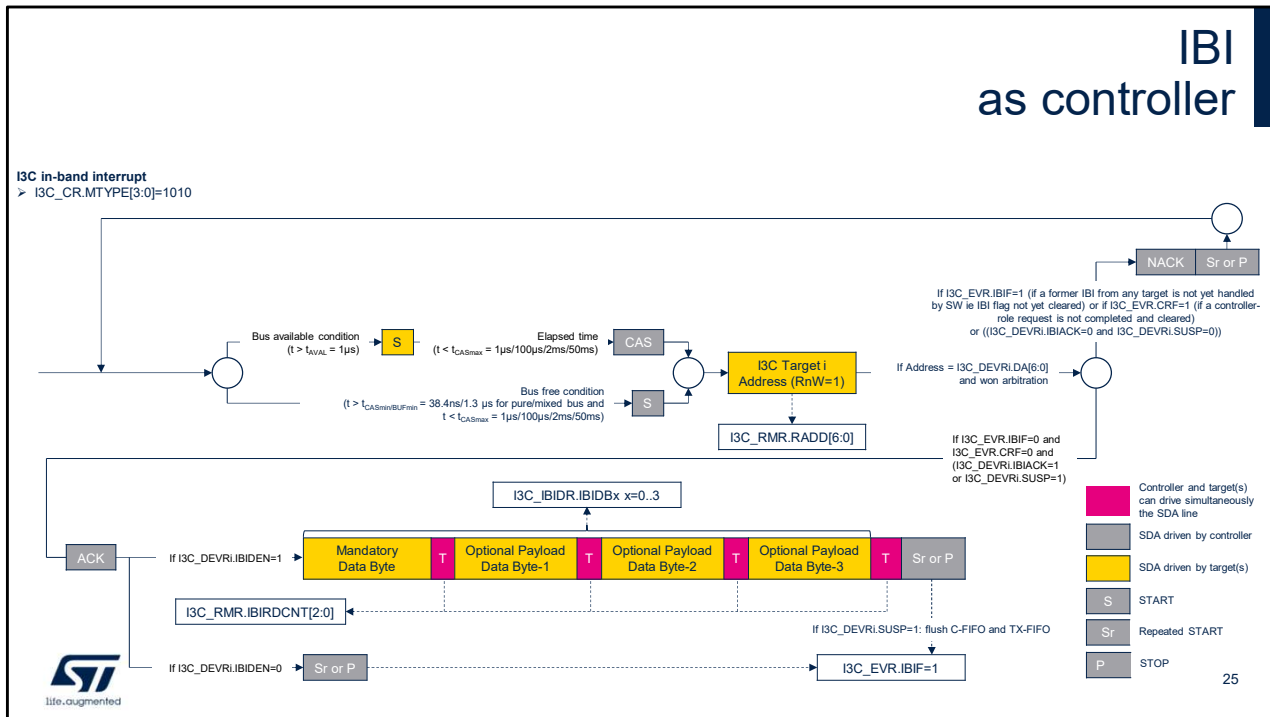 IBI
as controller
I3C in-band interrupt
➢ I3C_CR.MTYPE[3:0]=1010
NACK
Sr or P
If I3C_EVR.IBIF=1 (if a former IBI from any target is not yet handled
by SW ie IBI flag not yet cleared) or if I3C_EVR.CRF=1 (if a controller-
role request is not completed and cleared)
or ((I3C_DEVRi.IBIACK=0 and I3C_DEVRi.SUSP=0))
Bus available condition
(t > tAVAL = 1µs)
S
Elapsed time
(t < tCASmax = 1µs/100µs/2ms/50ms)
CAS
Bus free condition
(t > tCASmin/BUFmin = 38.4ns/1.3 µs for pure/mixed bus and
t < tCASmax = 1µs/100µs/2ms/50ms)
S
I3C Target i
Address (RnW=1)
If Address = I3C_DEVRi.DA[6:0]
and won arbitration
I3C_RMR.RADD[6:0]
If I3C_EVR.IBIF=0 and
I3C_EVR.CRF=0 and
(I3C_DEVRi.IBIACK=1
or I3C_DEVRi.SUSP=1)
I3C_IBIDR.IBIDBx x=0..3
ACK
If I3C_DEVRi.IBIDEN=1
Mandatory
Data Byte
T
Optional Payload
Data Byte-1
T
Optional Payload
Data Byte-2
T
Optional Payload
Data Byte-3
T
Sr or P
I3C_RMR.IBIRDCNT[2:0]
If I3C_DEVRi.SUSP=1: flush C-FIFO and TX-FIFO
If I3C_DEVRi.IBIDEN=0
Sr or P
I3C_EVR.IBIF=1
Controller and target(s)
can drive simultaneously
the SDA line
SDA driven by controller
SDA driven by target(s)
S
START
Sr
Repeated START
P
STOP
ST
life.augmented
25